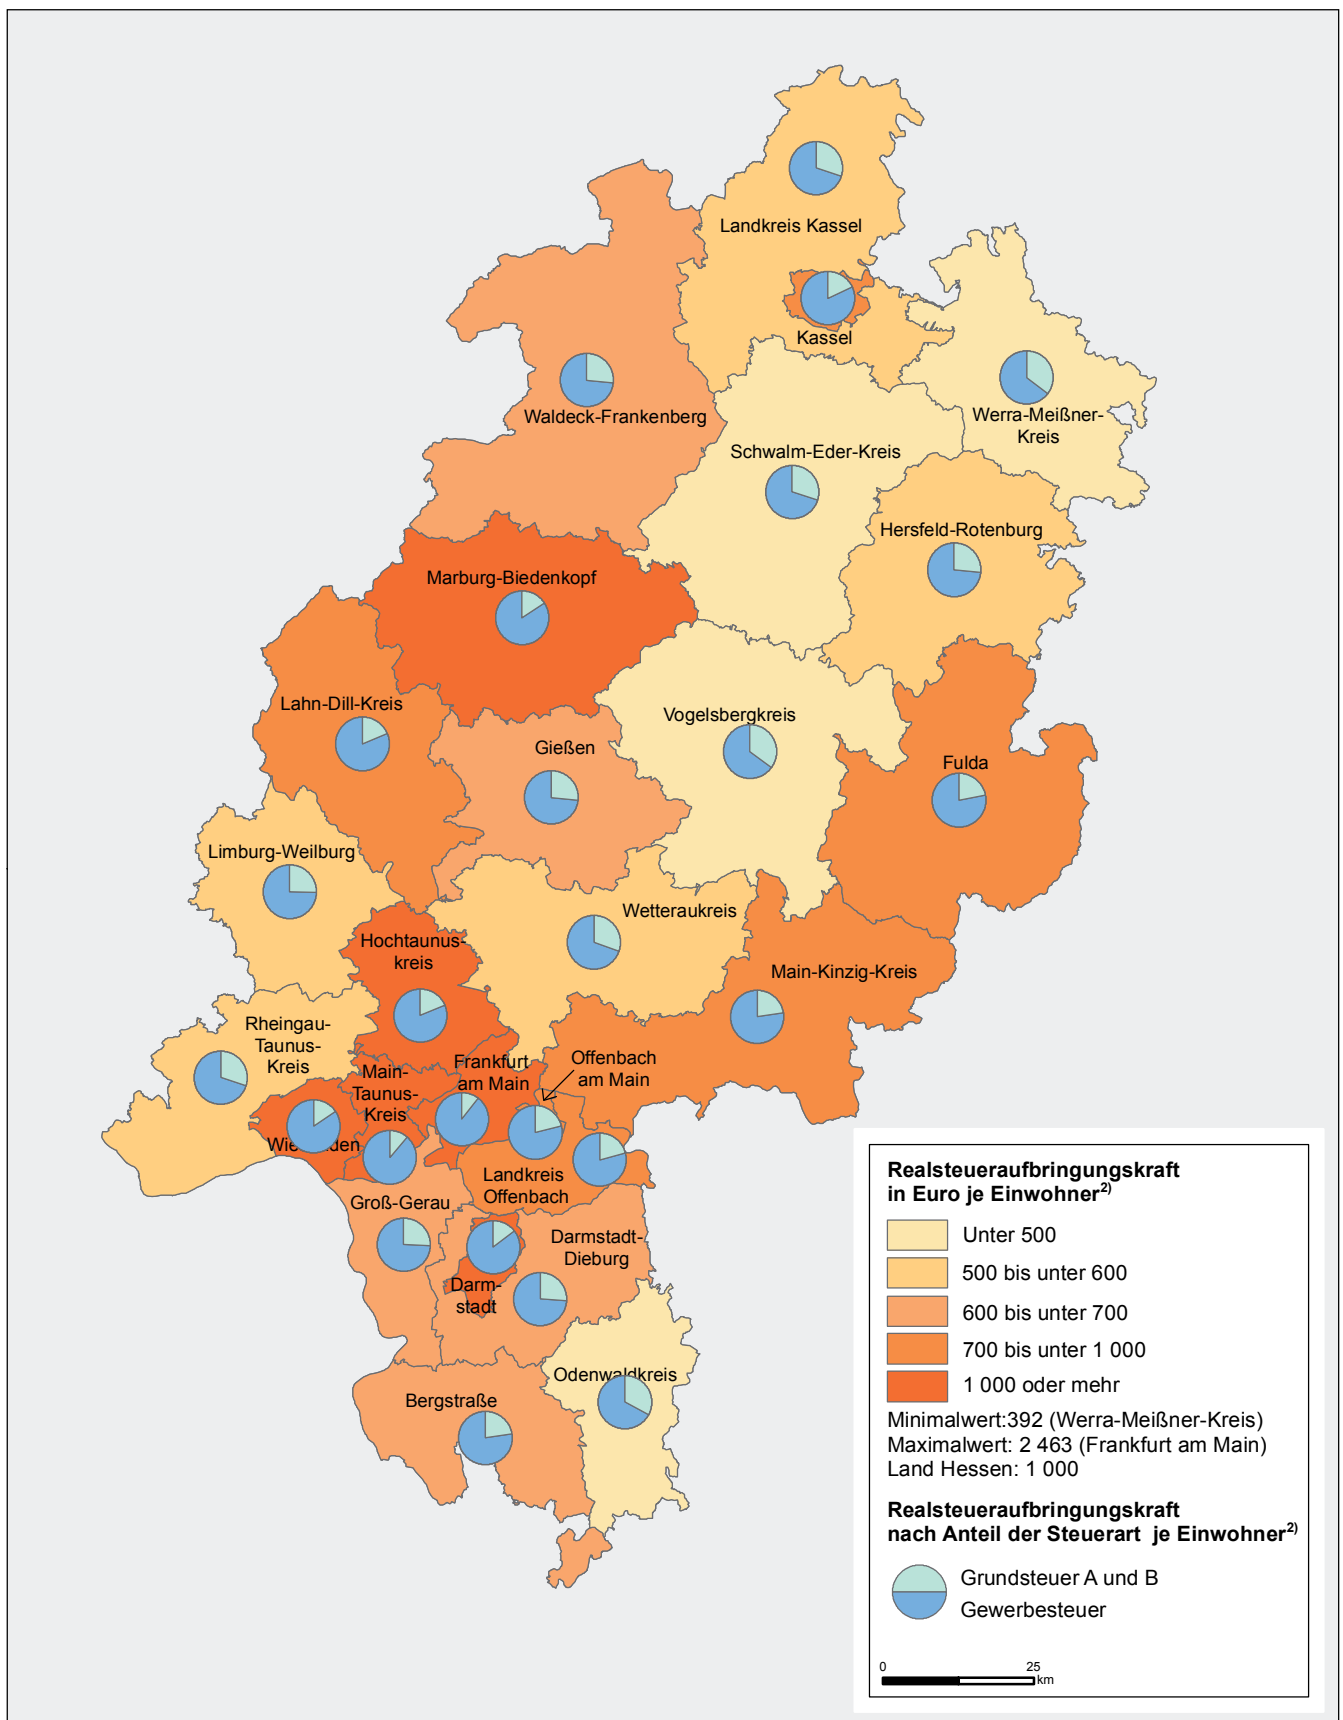 Landkreis Kassel
Kassel
Waldeck-Frankenberg
Werra-Meißner-
Kreis
Schwalm-Eder-Kreis
Hersfeld-Rotenburg
Marburg-Biedenkopf
Lahn-Dill-Kreis
Vogelsbergkreis
Gießen
Fulda
Limburg-Weilburg
Wetteraukreis
Hochtaunus-
kreis
Main-Kinzig-Kreis
Rheingau-
Taunus-
Kreis
Frankfurt
am Main
Offenbach
am Main
Main-
Taunus-
Kreis
Landkreis
Offenbach
Groß-Gerau
Darmstadt-
Dieburg
Darm-
stadt
Odenwaldkreis
Bergstraße
Realsteueraufbringungskraft
in Euro je Einwohner2)
Unter 500
500 bis unter 600
600 bis unter 700
700 bis unter 1 000
1 000 oder mehr
Minimalwert:392 (Werra-Meißner-Kreis)
Maximalwert: 2 463 (Frankfurt am Main)
Land Hessen: 1 000
Realsteueraufbringungskraft
nach Anteil der Steuerart je Einwohner2)
Grundsteuer A und B
Gewerbesteuer
0 25
km